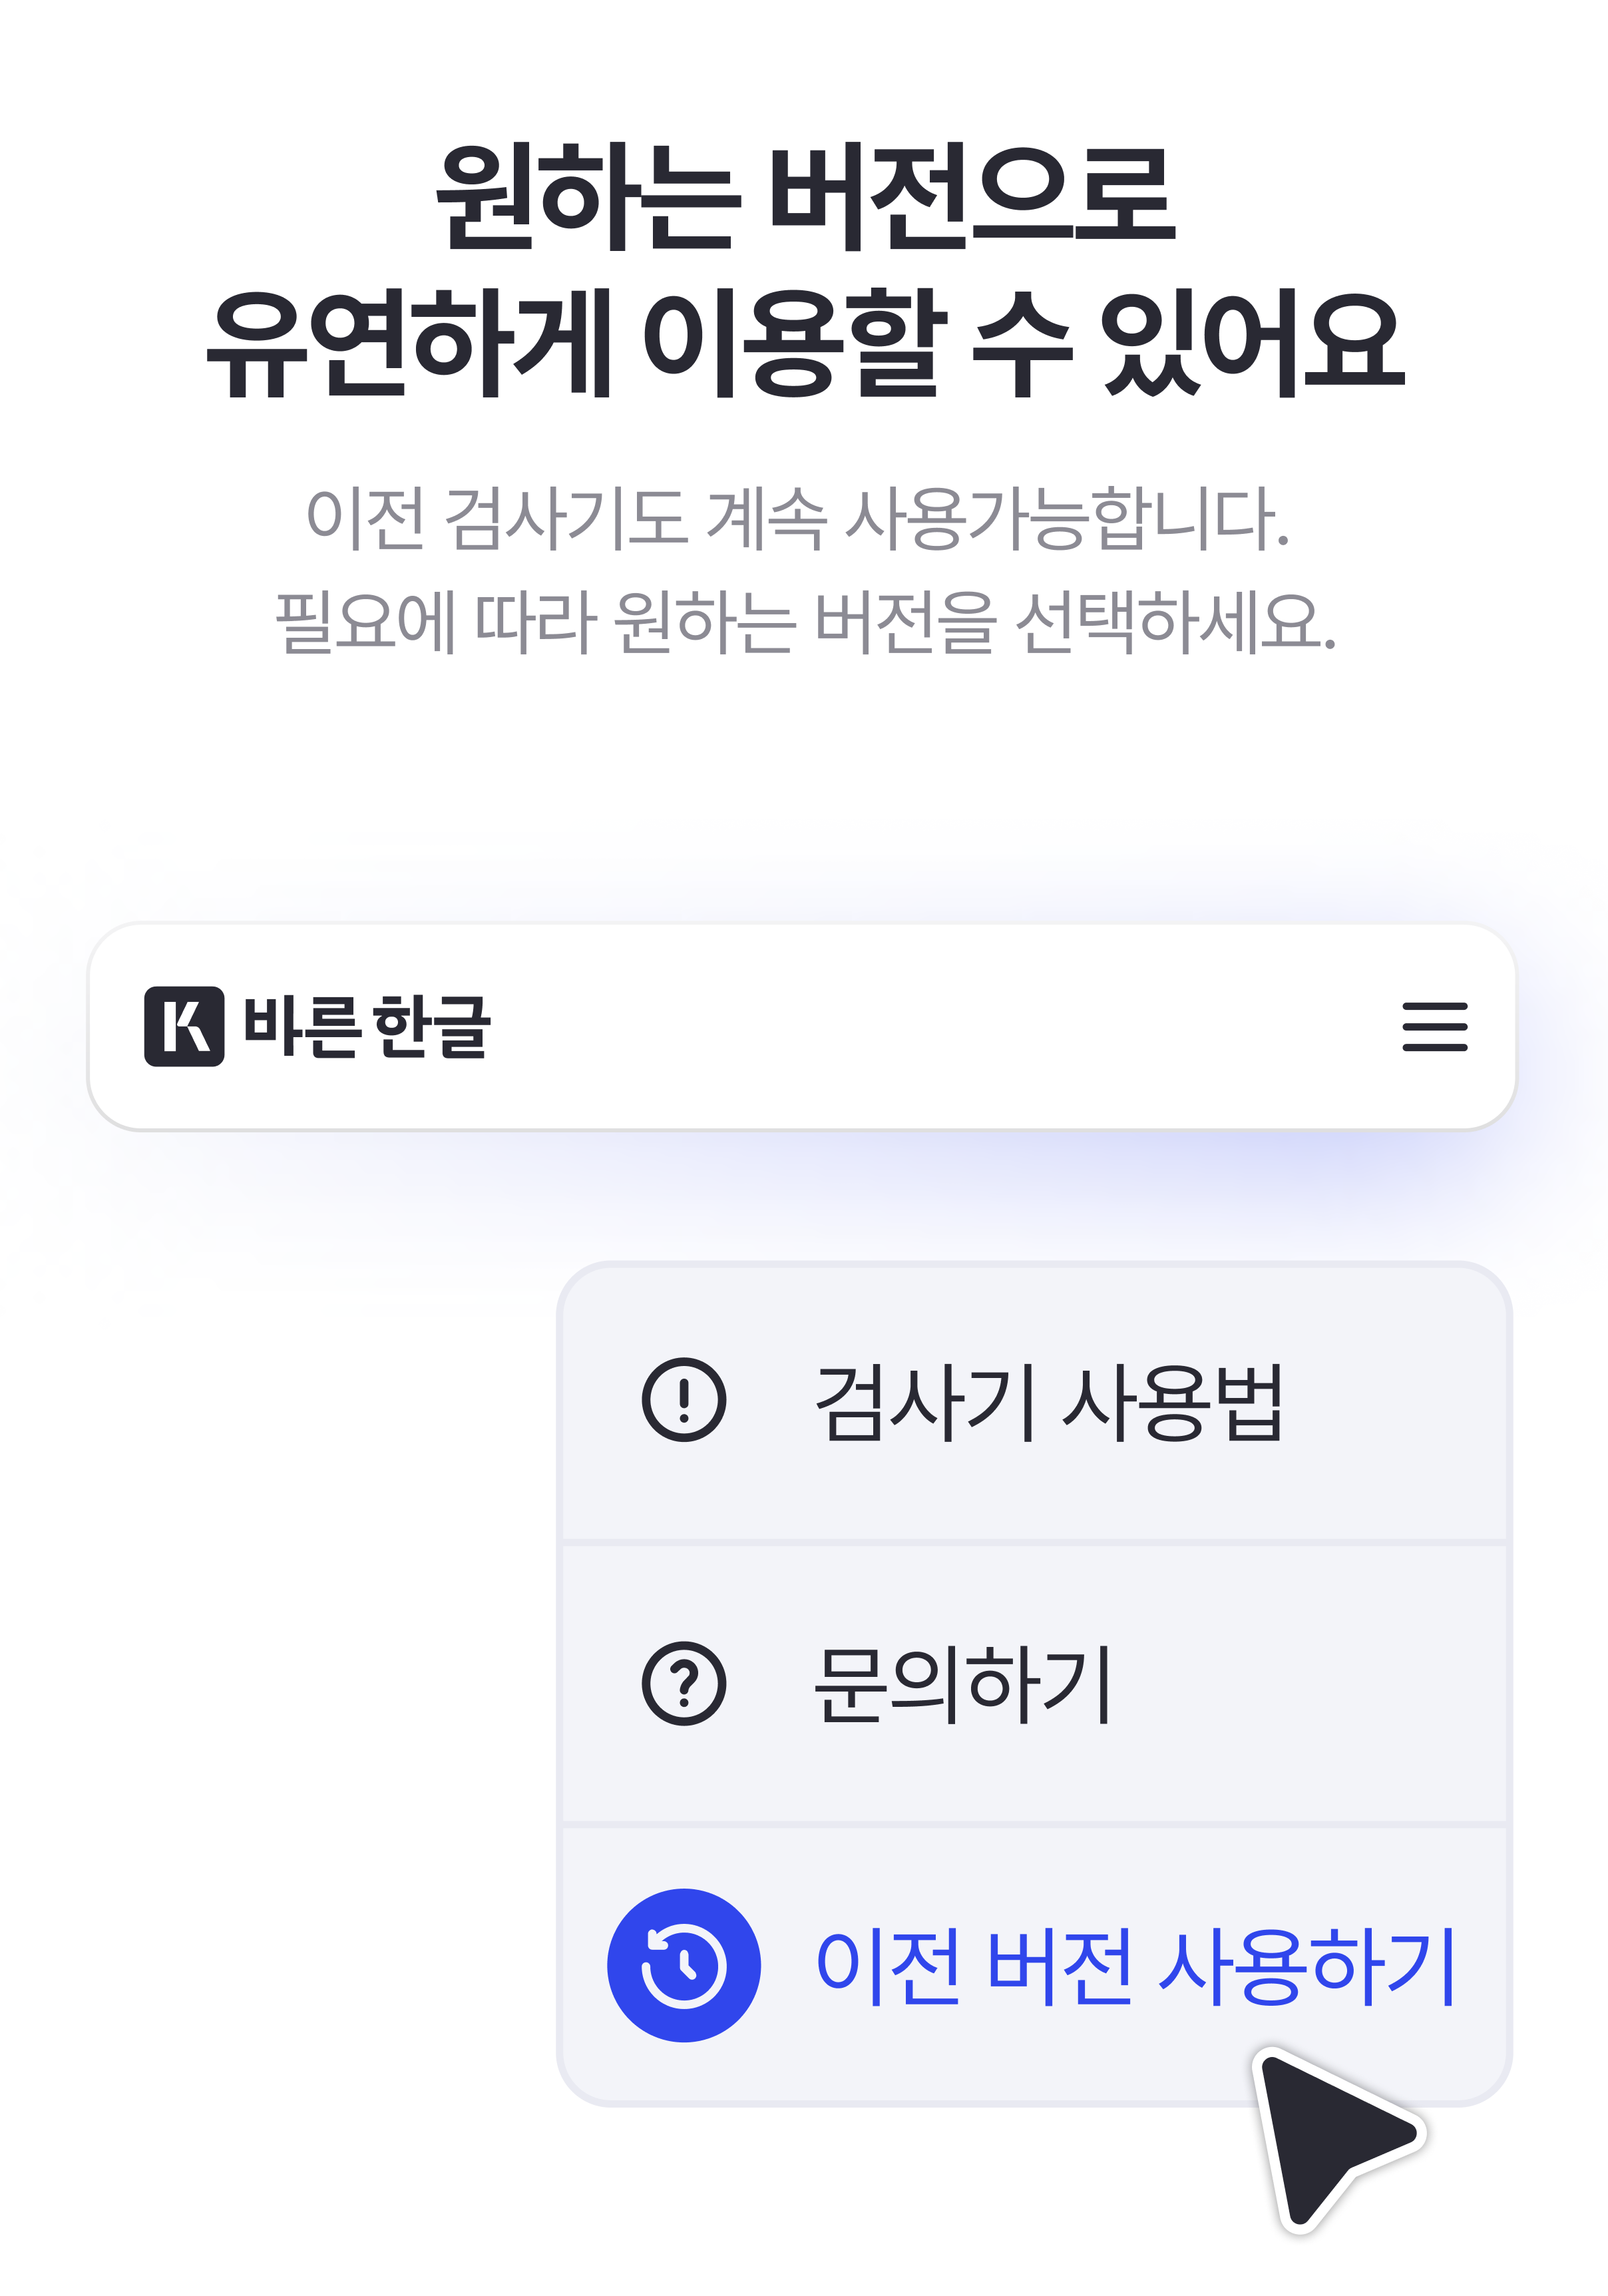 원하는 버전으로
유연하게 이용할 수 있어요
이전 검사기도 계속 사용가능합니다.
필요에 따라 원하는 버전을 선택하세요.
K 바른 한글
검사기 사용법
문의하기
이전 버전 사용하기